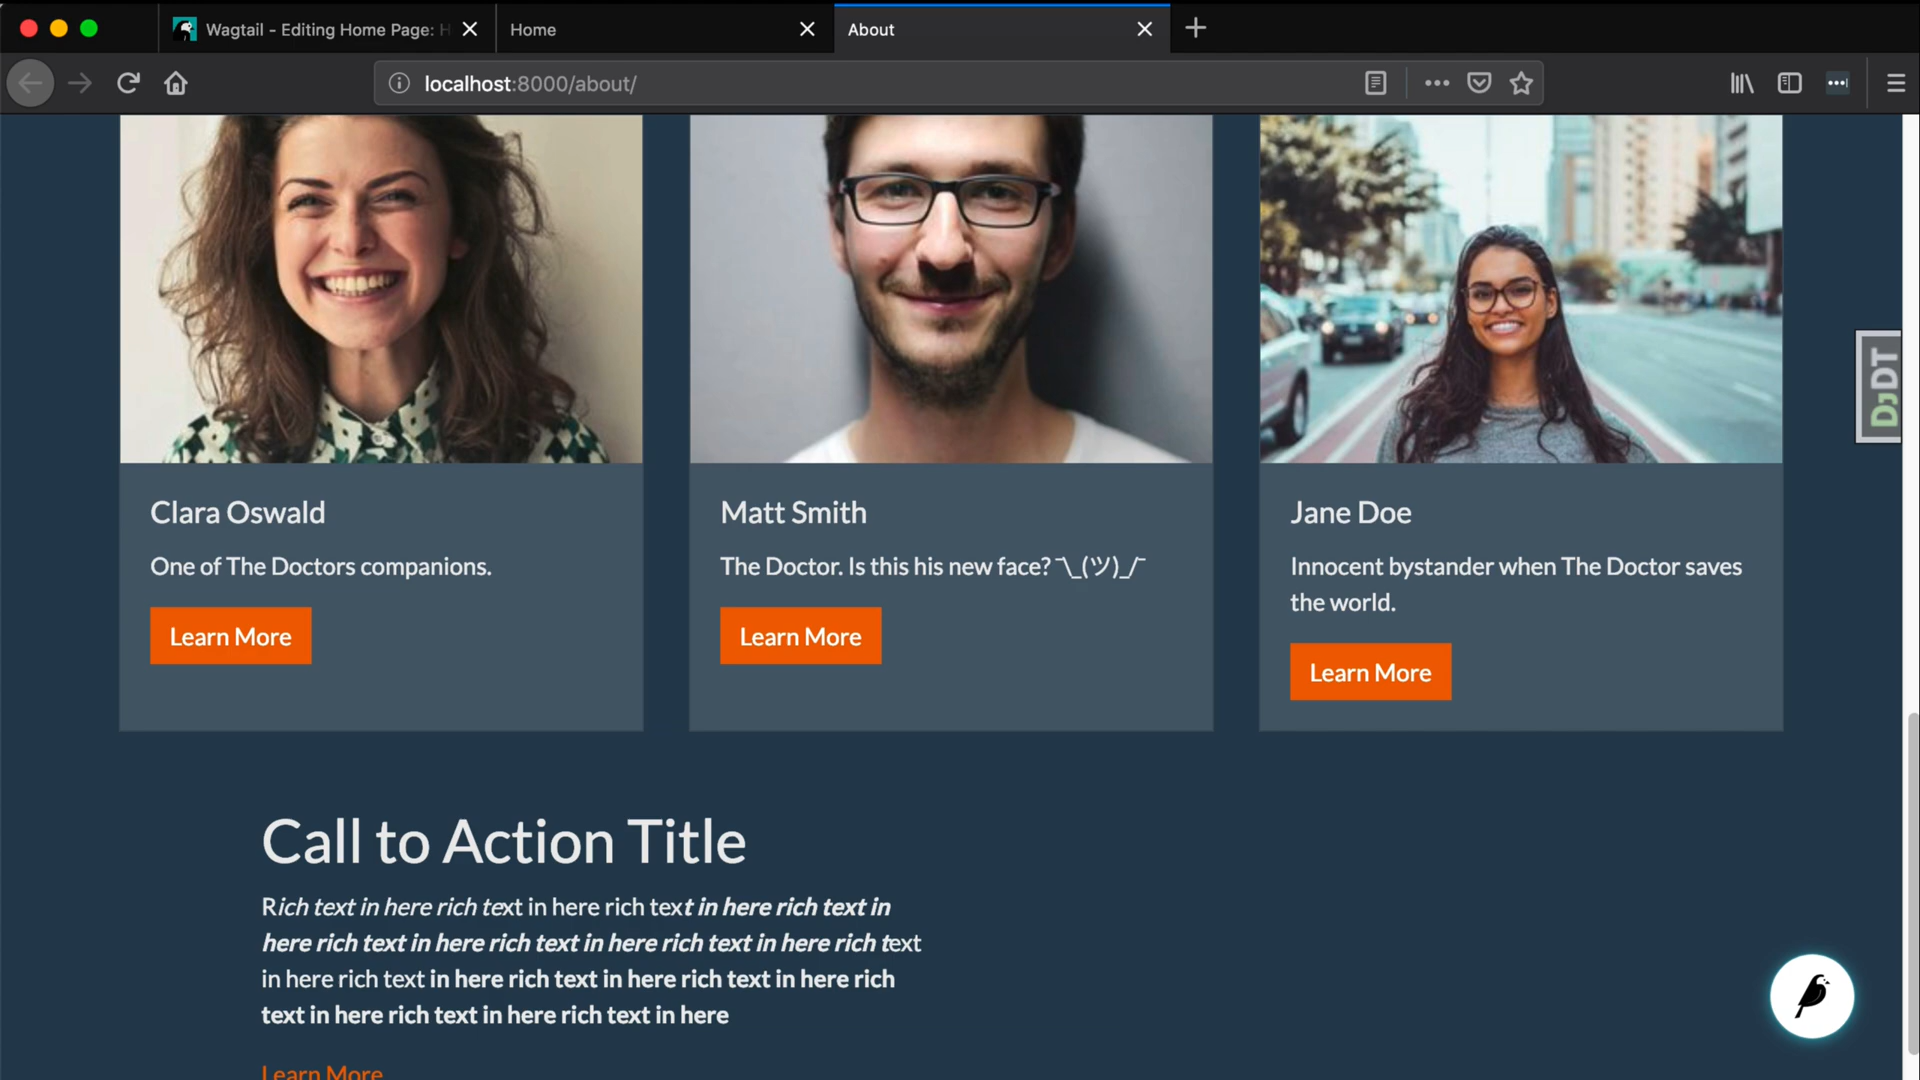 Wagtail - Editing Home Page: H
Home
About
localhost:8000/about/
DjDT
Clara Oswald
One of The Doctors companions.
Learn More
Matt Smith
The Doctor. Is this his new face? ¯\_(ツ)_/¯
Learn More
Jane Doe
Innocent bystander when The Doctor saves
the world.
Learn More
Call to Action Title
Rich text in here rich text in here rich text in here rich text in
here rich text in here rich text in here rich text in here rich text
in here rich text in here rich text in here rich text in here rich
text in here rich text in here rich text in here
Learn More